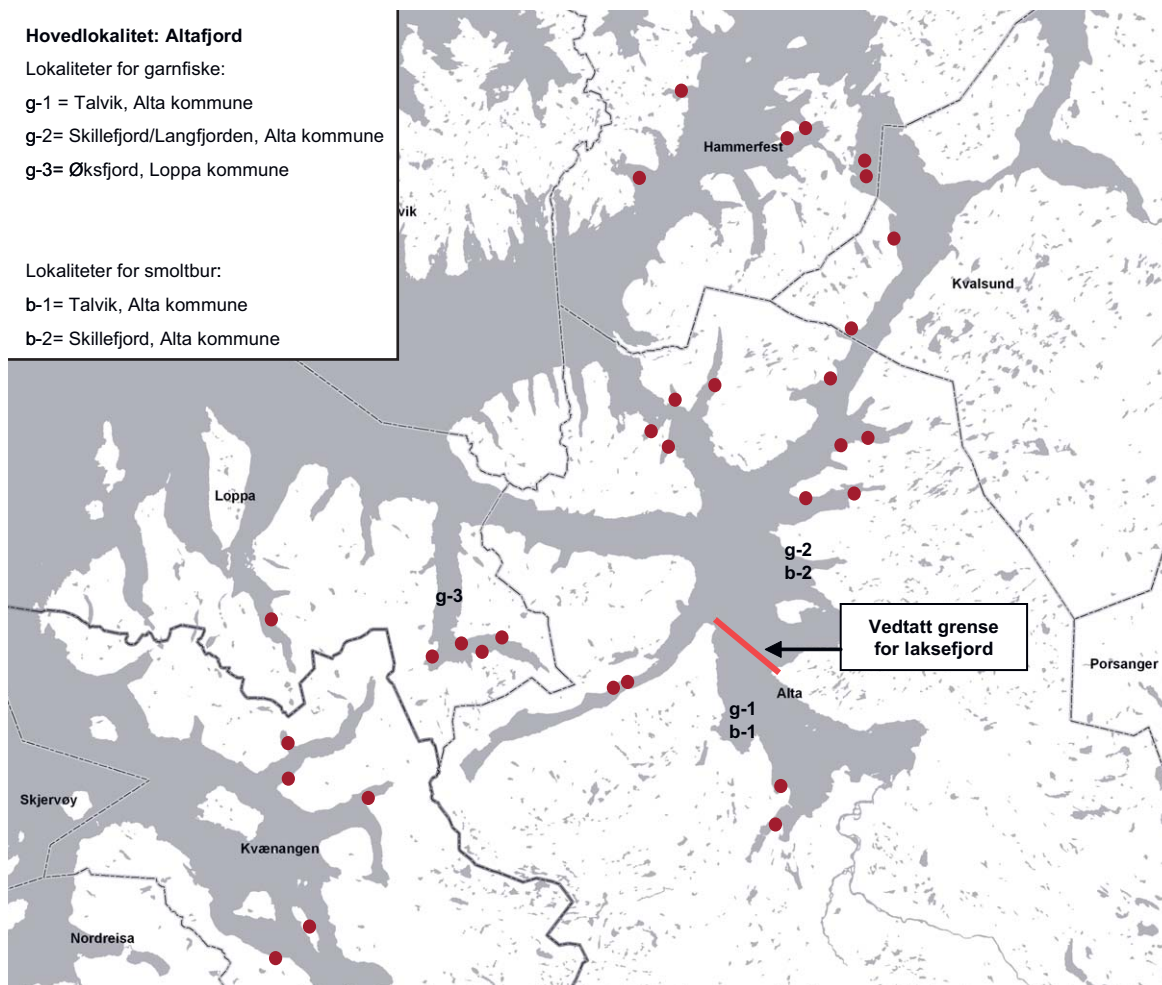 Hovedlokalitet: Altafjord
Lokaliteter for garnfiske:
g-1 = Talvik, Alta kommune
g-2= Skillefjord/Langfjorden, Alta kommune
g-3= Øksfjord, Loppa kommune
Lokaliteter for smoltbur:
b-1= Talvik, Alta kommune
b-2= Skillefjord, Alta kommune
Hammerfest
vik
Kvalsund
Loppa
g-2
b-2
g-3
Vedtatt grense
for laksefjord
Porsanger
Alta
g-1
b-1
Skjervøy
Kvænangen
Nordreisa